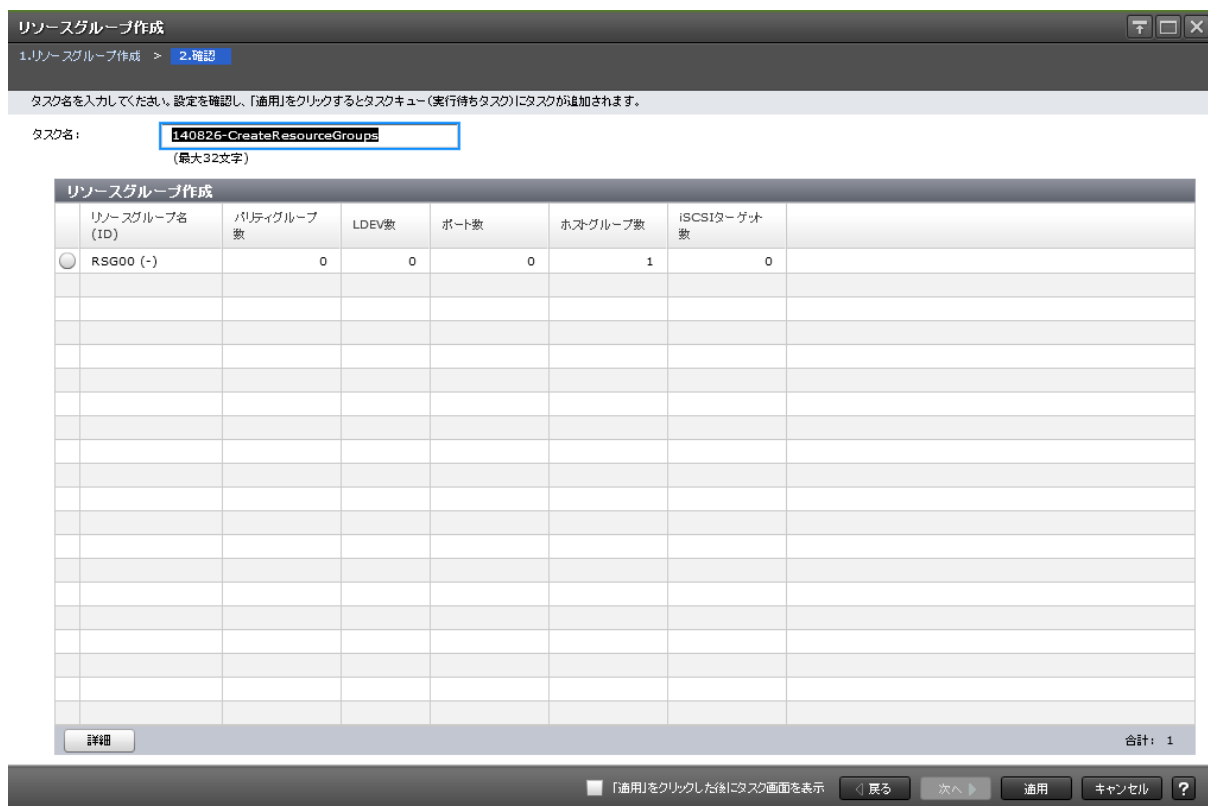 リソースグループ作成
1.リソースグループ作成 > 2.確認
タスク名を入力してください。設定を確認し、「適用」をクリックするとタスクキュー(実行待ちタスク)にタスクが追加されます。
タスク名: 140826-CreateResourceGroups
(最大32文字)
リソースグループ作成
リソースグループ名 (ID) パリティグループ数 LDEV数 ポート数 ホストグループ数 iSCSIターゲット数
RSG00 (-) 0 0 0 1 0
詳細 合計: 1
「適用」をクリックした後にタスク画面を表示 戻る 次へ 適用 キャンセル ?